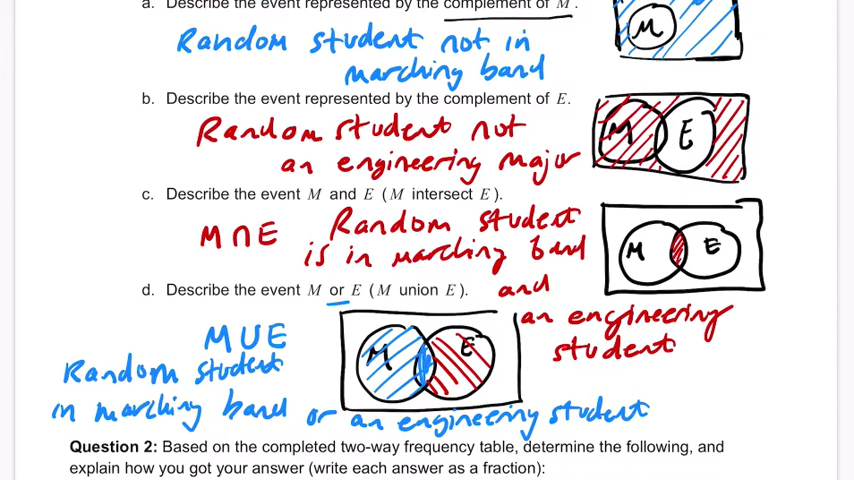 a. Describe the event represented by the complement of M.
Random student not in
marching band
M
b. Describe the event represented by the complement of E.
Random student not
an engineering major
M E
c. Describe the event M and E (M intersect E).
M ∩ E Random student
is in marching band
and
an engineering
student
M E
d. Describe the event M or E (M union E).
M U E
Random student
in marching band or an engineering student
M E
Question 2: Based on the completed two-way frequency table, determine the following, and
explain how you got your answer (write each answer as a fraction):